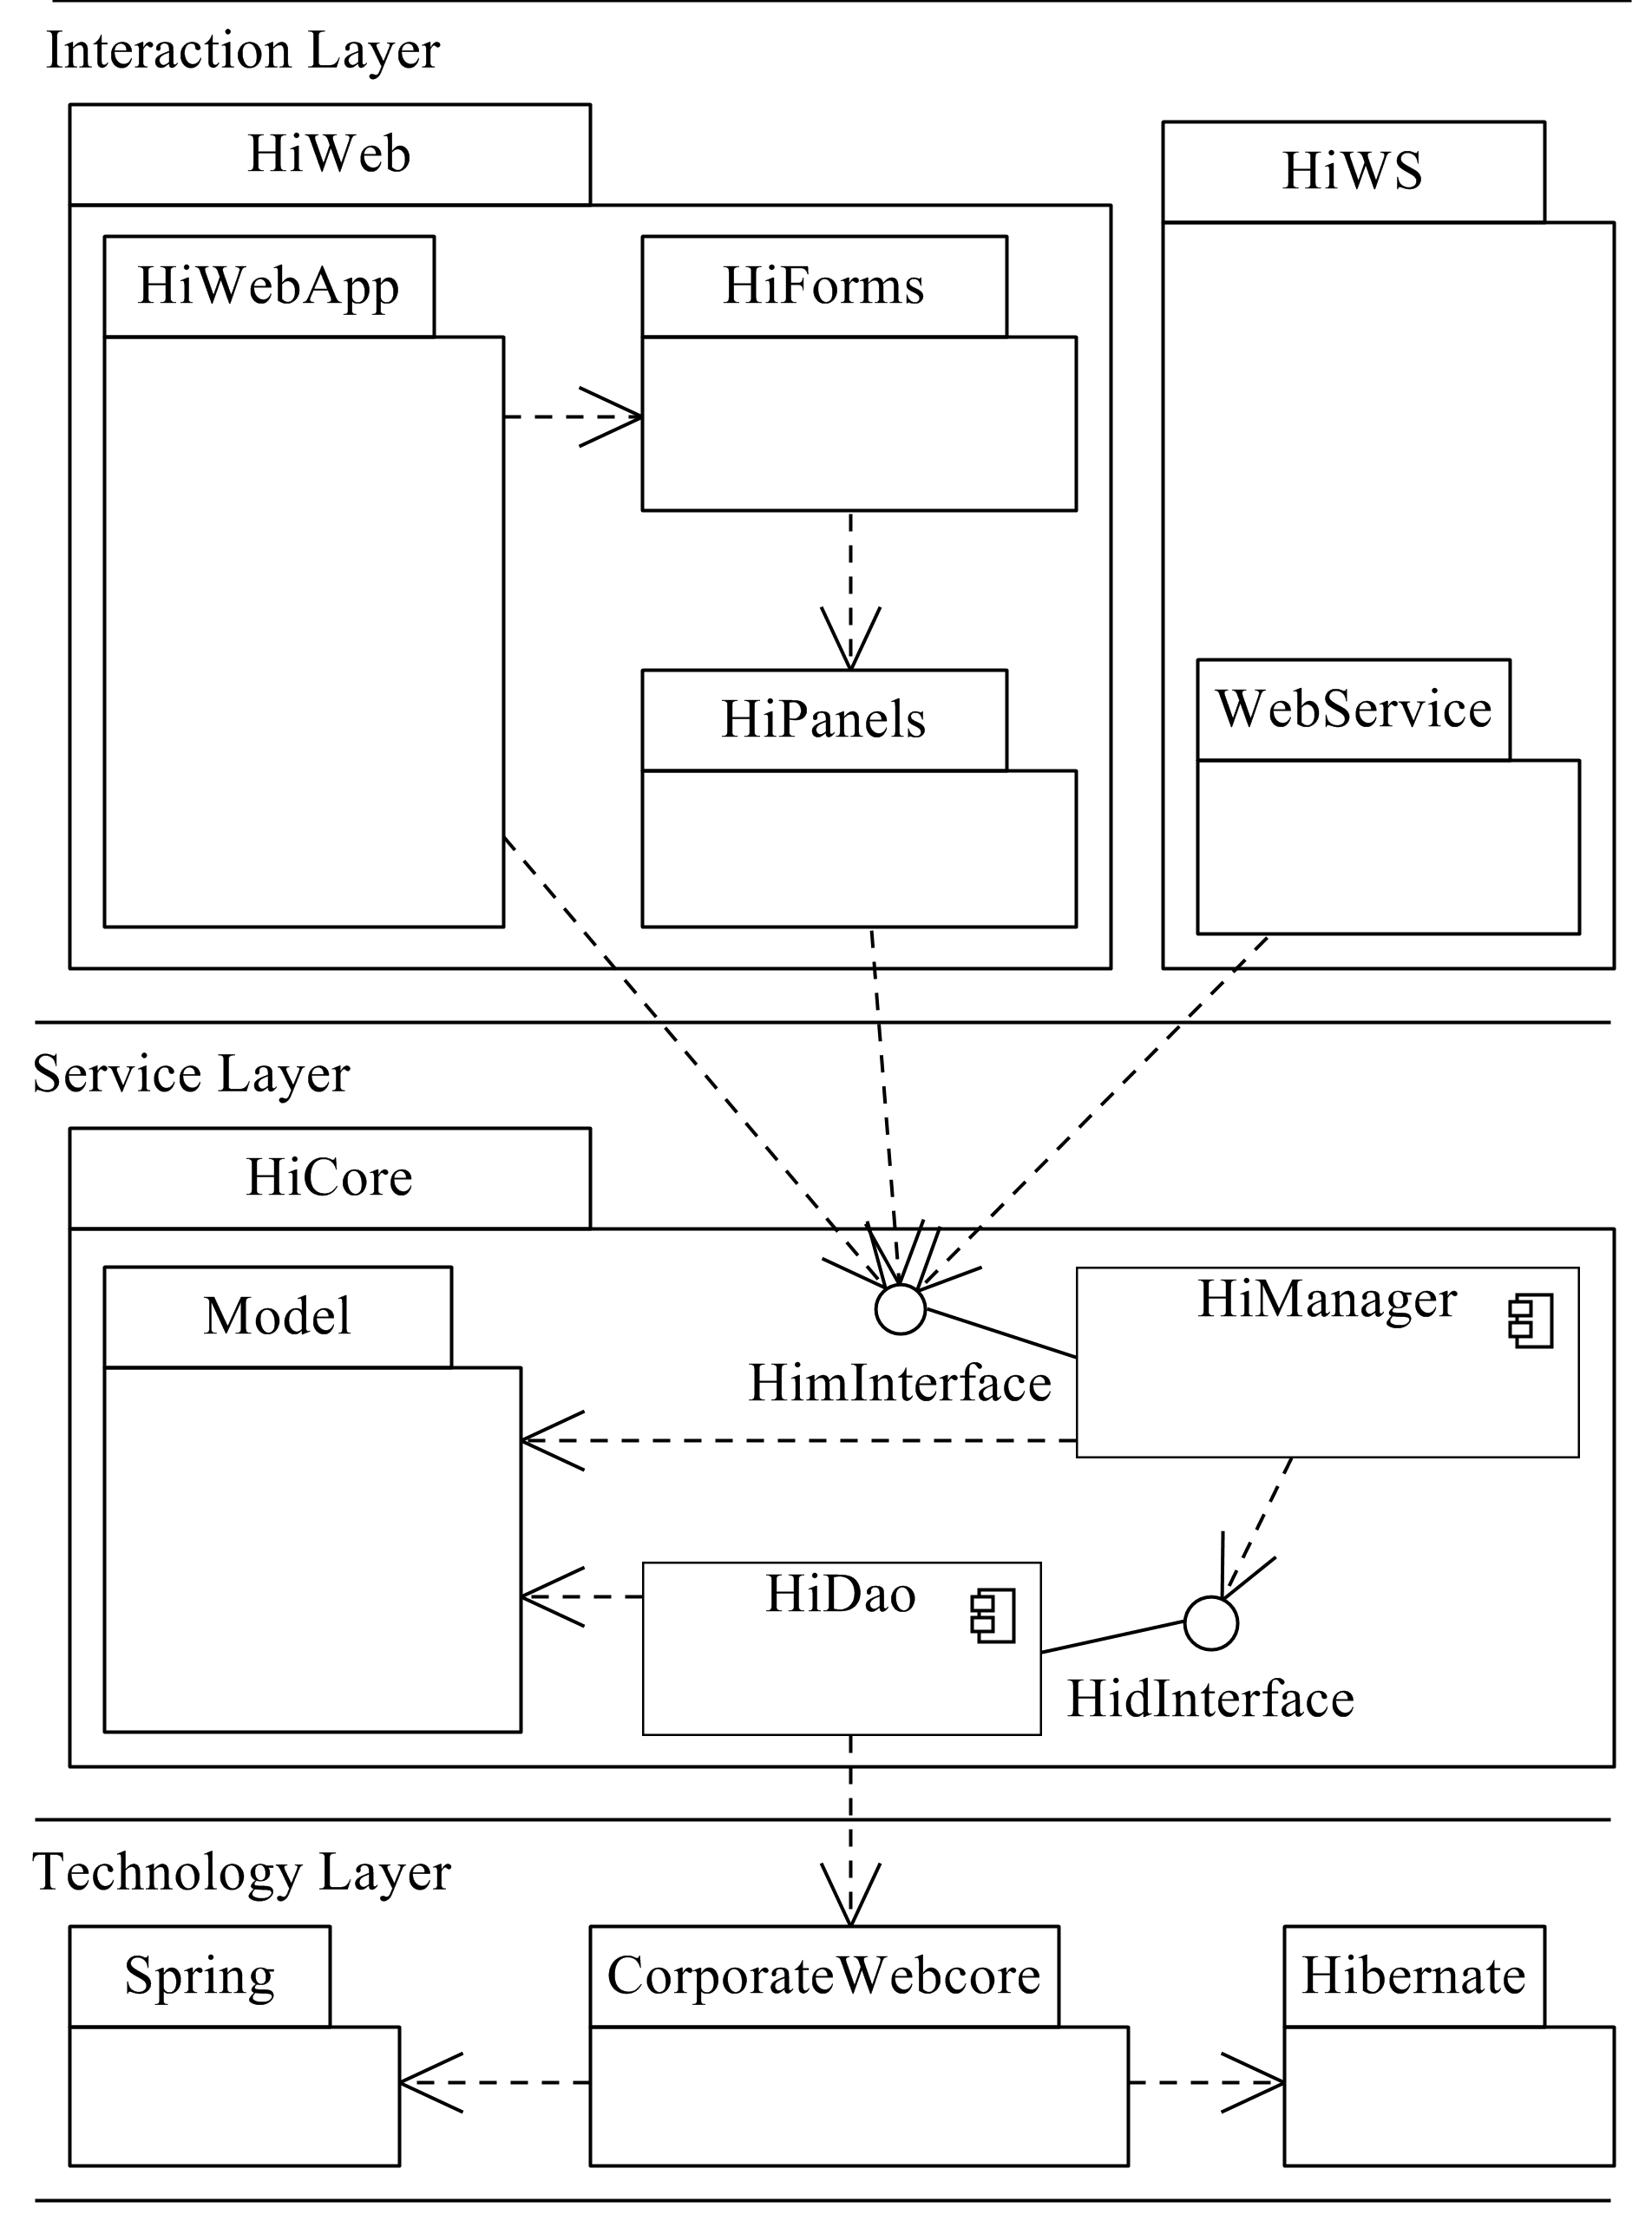 Interaction Layer
HiWeb
HiWS
HiWebApp
HiForms
HiPanels
WebService
Service Layer
HiCore
Model
HiManager
HimInterface
HiDao
HidInterface
Technology Layer
Spring
CorporateWebcore
Hibernate